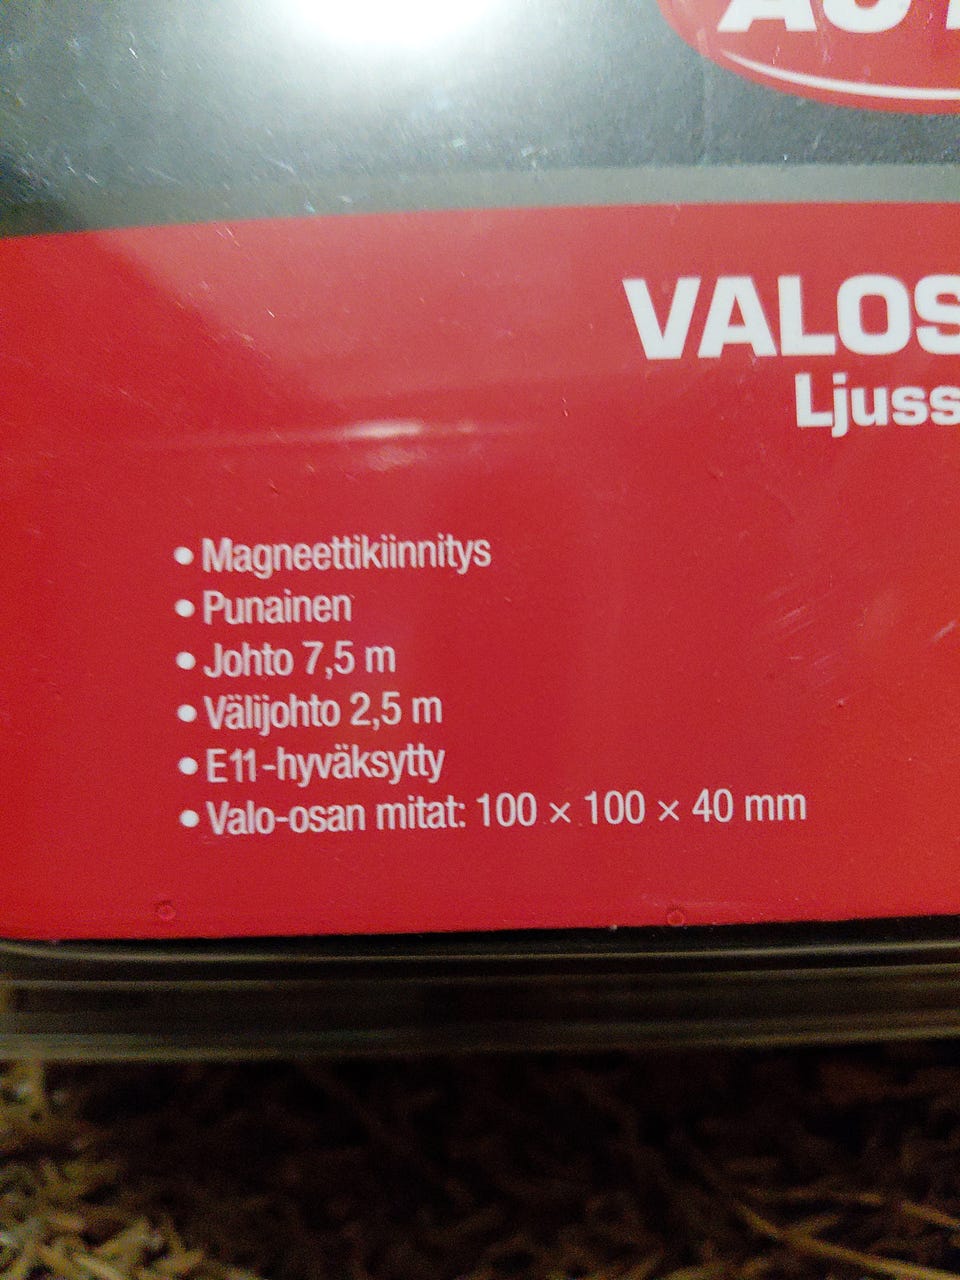 VALOS
Ljuss
• Magneettikiinnitys
• Punainen
• Johto 7,5 m
• Välijohto 2,5 m
• E11-hyväksytty
• Valo-osan mitat: 100 × 100 × 40 mm